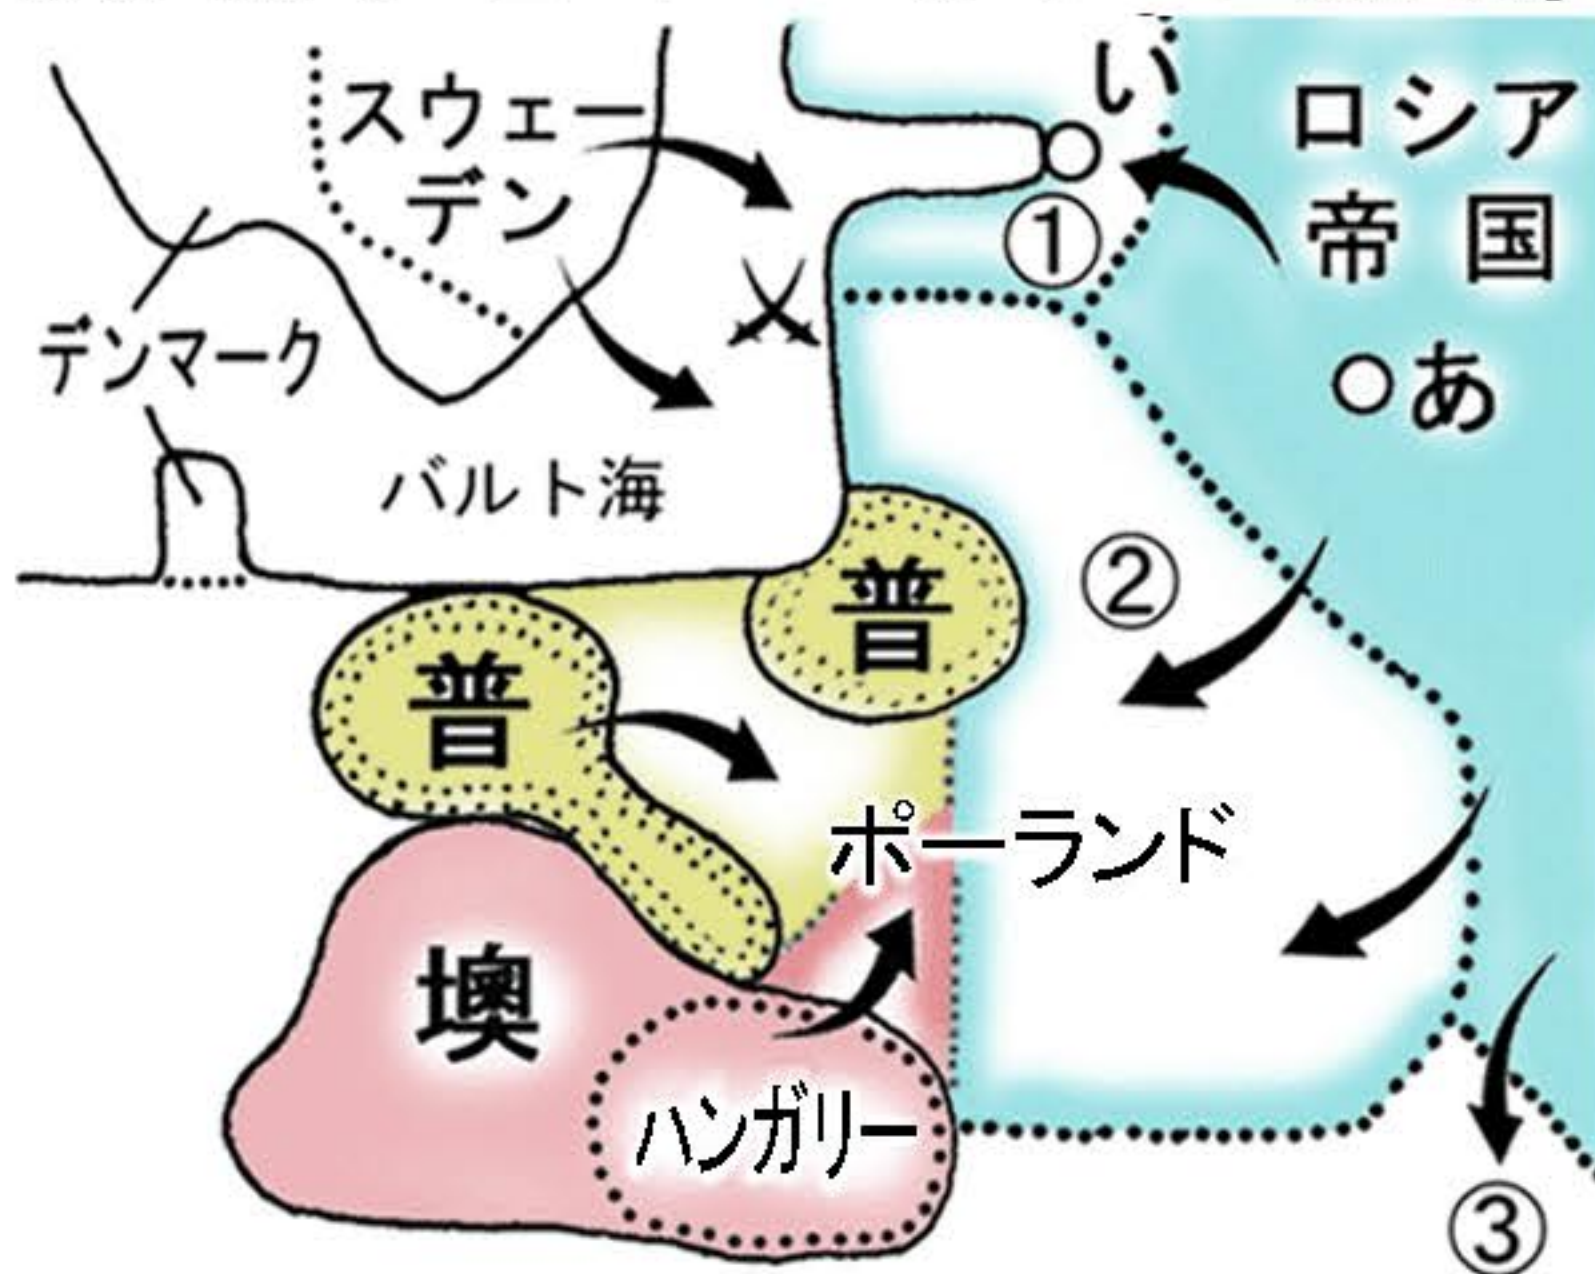 スウェー
デン
い
ロシア
帝国
①
デンマーク
あ
バルト海
普
②
普
ポーランド
墺
ハンガリー
③